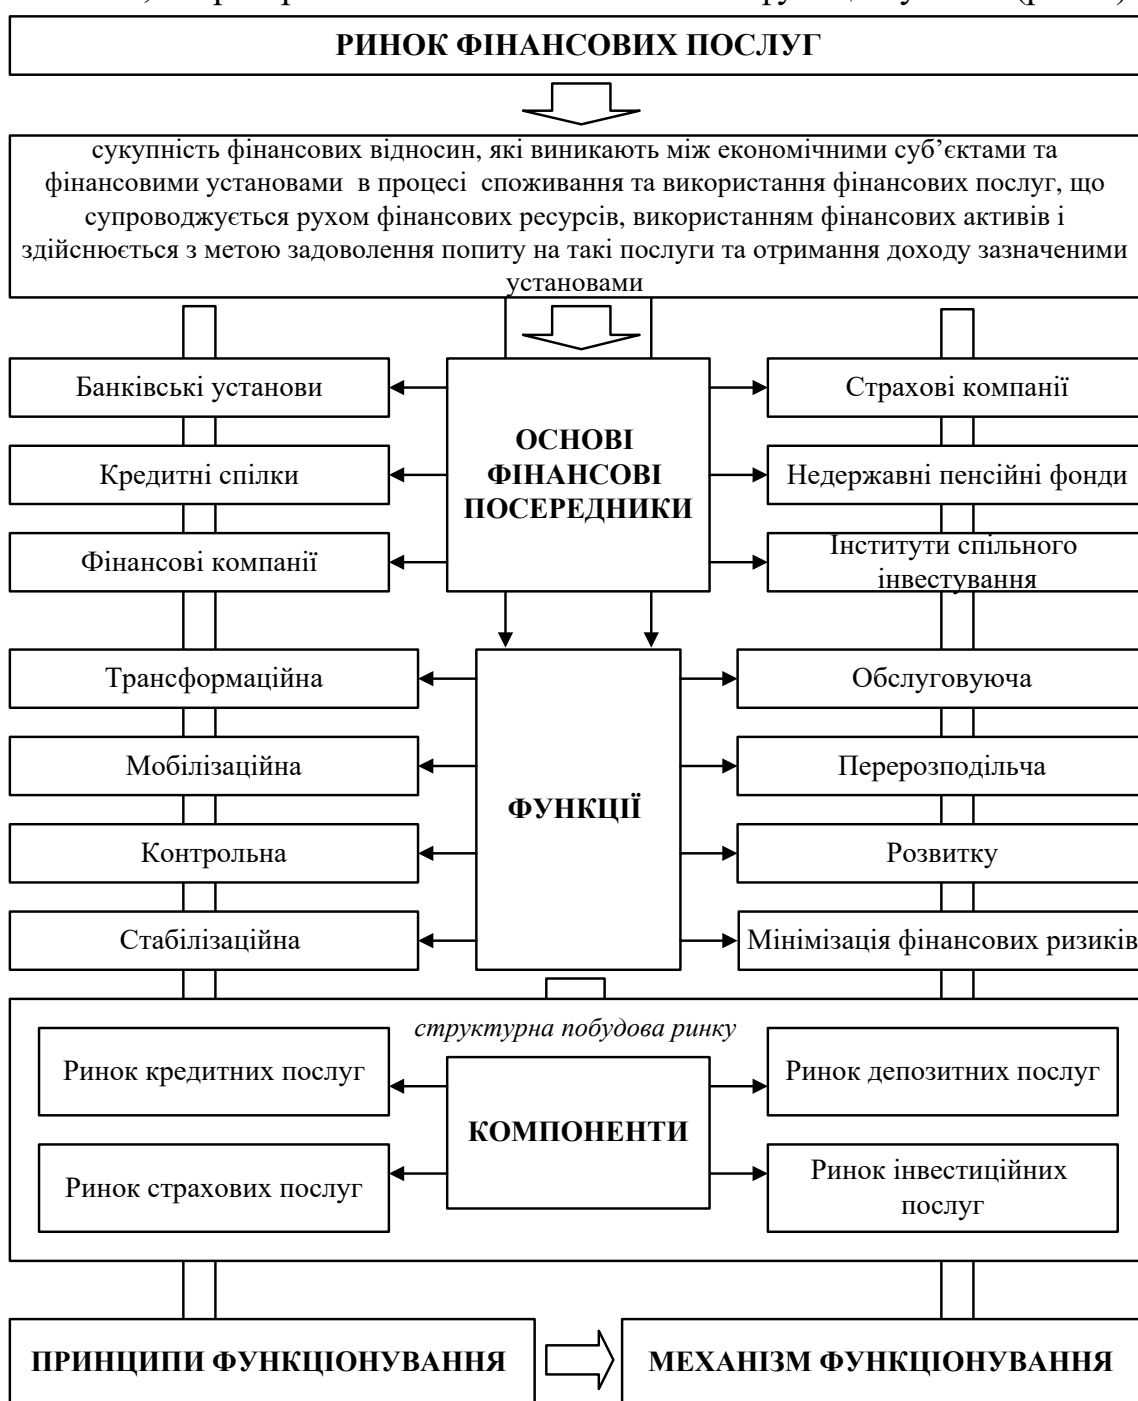 РИНОК ФІНАНСОВИХ ПОСЛУГ
сукупність фінансових відносин, які виникають між економічними суб’єктами та
фінансовими установами в процесі споживання та використання фінансових послуг, що
супроводжується рухом фінансових ресурсів, використанням фінансових активів і
здійснюється з метою задоволення попиту на такі послуги та отримання доходу зазначеними
установами
Банківські установи
Кредитні спілки
Фінансові компанії
ОСНОВІ
ФІНАНСОВІ
ПОСЕРЕДНИКИ
Страхові компанії
Недержавні пенсійні фонди
Інститути спільного
інвестування
Трансформаційна
Мобілізаційна
Контрольна
Стабілізаційна
ФУНКЦІЇ
Обслуговуюча
Перерозподільча
Розвитку
Мінімізація фінансових ризиків
структурна побудова ринку
Ринок кредитних послуг
Ринок страхових послуг
КОМПОНЕНТИ
Ринок депозитних послуг
Ринок інвестиційних
послуг
ПРИНЦИПИ ФУНКЦІОНУВАННЯ
МЕХАНІЗМ ФУНКЦІОНУВАННЯ